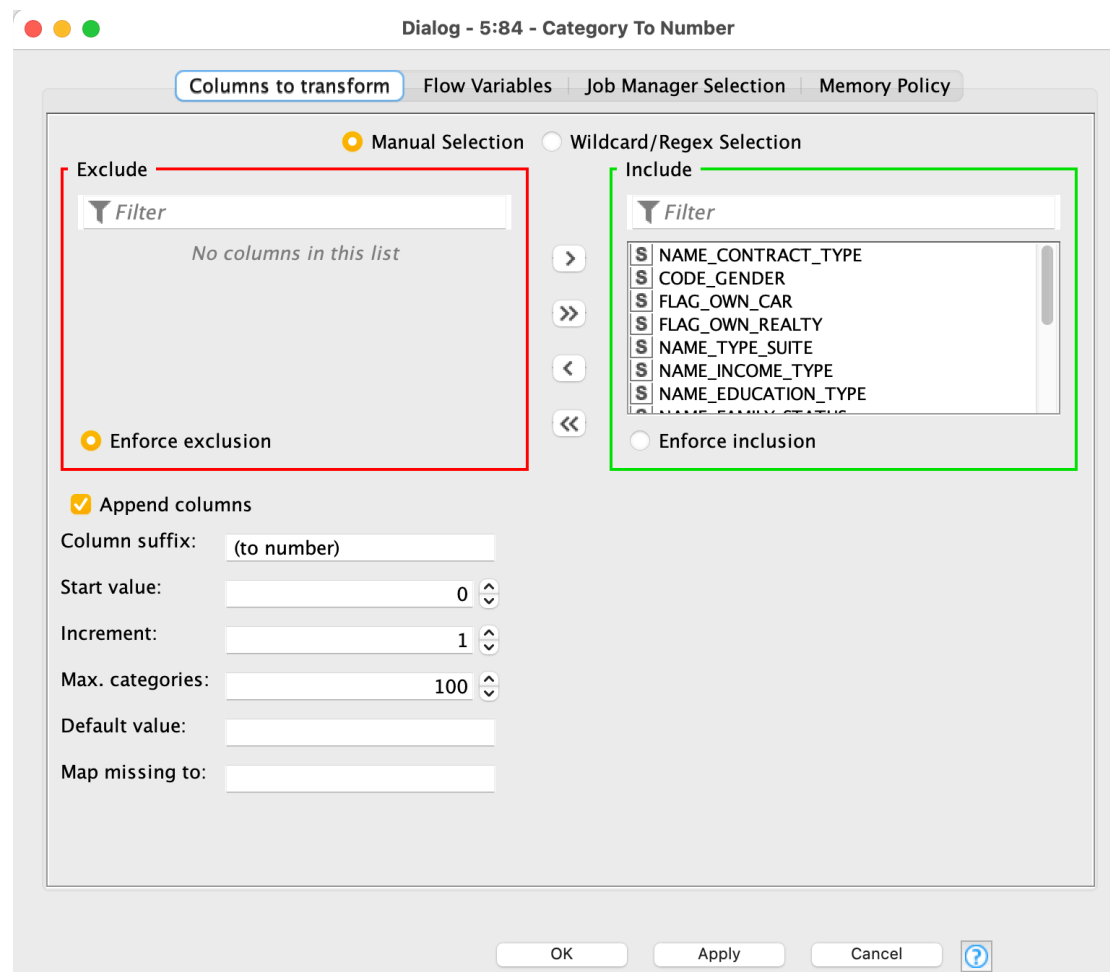 Dialog - 5:84 - Category To Number
Columns to transform Flow Variables Job Manager Selection Memory Policy
Manual Selection Wildcard/Regex Selection
Exclude
Filter
No columns in this list
Enforce exclusion
>
>>
<
<<
Include
Filter
S NAME_CONTRACT_TYPE
S CODE_GENDER
S FLAG_OWN_CAR
S FLAG_OWN_REALTY
S NAME_TYPE_SUITE
S NAME_INCOME_TYPE
S NAME_EDUCATION_TYPE
S NAME_FAMILY_STATUS
Enforce inclusion
Append columns
Column suffix: (to number)
Start value: 0
Increment: 1
Max. categories: 100
Default value:
Map missing to:
OK Apply Cancel ?